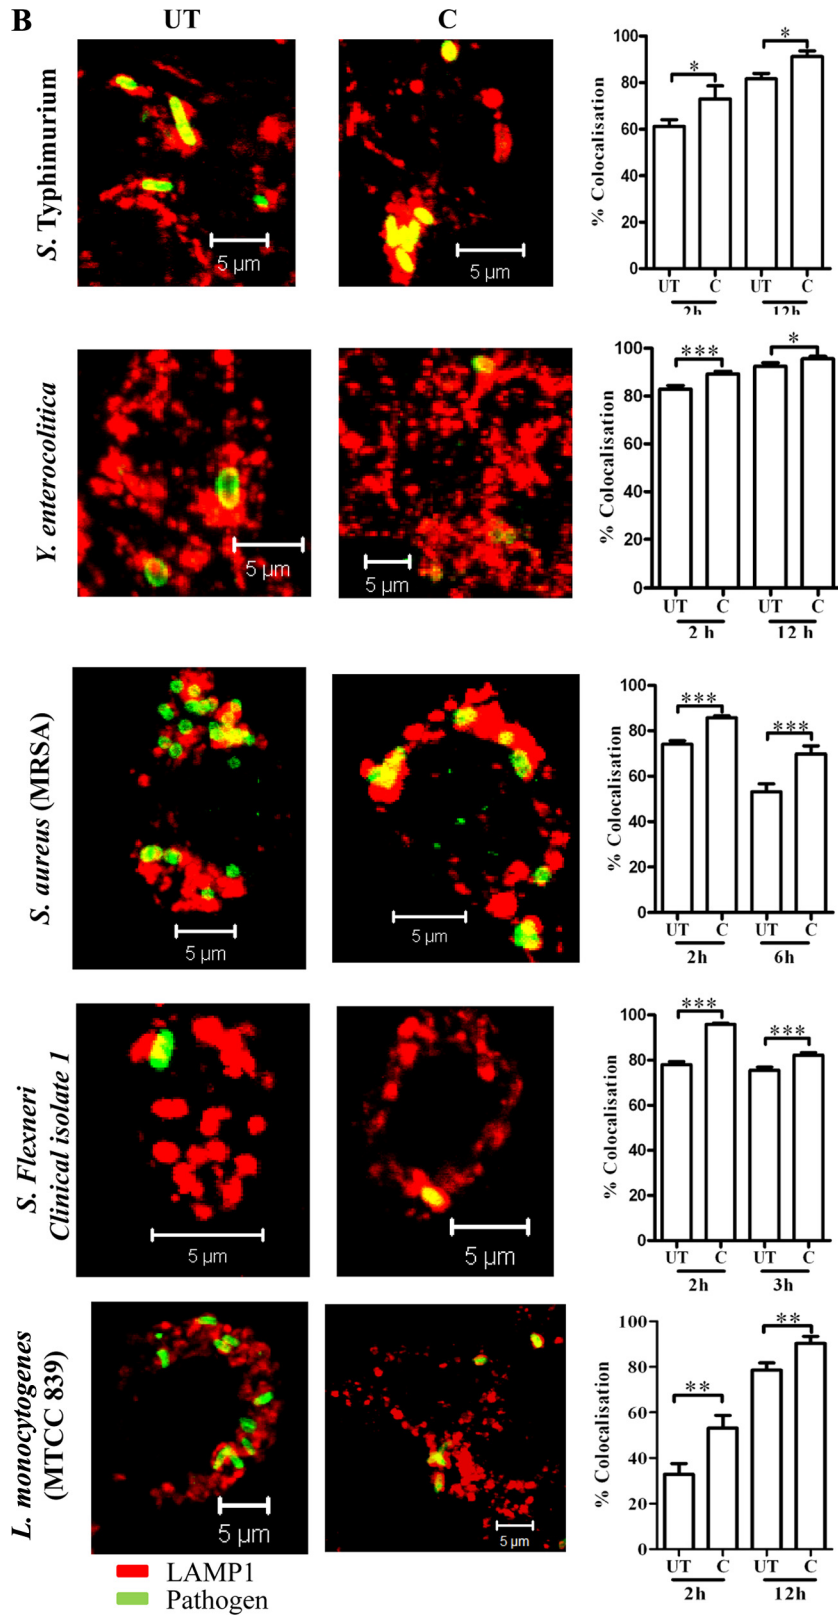 B
UT
C
S. Typhimurium
5 µm
5 µm
% Colocalisation
100
80
60
40
20
0
*
*
UT
C
UT
C
2h
12h
Y. enterocolitica
5 µm
5 µm
% Colocalisation
100
80
60
40
20
0
***
*
UT
C
UT
C
2 h
12 h
S. aureus (MRSA)
5 µm
5 µm
% Colocalisation
100
80
60
40
20
0
***
***
UT
C
UT
C
2h
6h
S. Flexneri
Clinical isolate 1
5 µm
5 µm
% Colocalisation
100
80
60
40
20
0
***
***
UT
C
UT
C
2h
3h
L. monocytogenes
(MTCC 839)
5 µm
5 µm
% Colocalisation
100
80
60
40
20
0
**
**
UT
C
UT
C
2h
12h
LAMP1
Pathogen